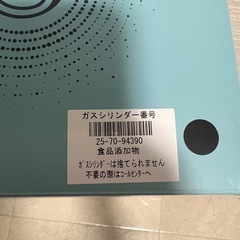 ガスシリンダー番号
25-70-94390
食品添加物
ｶﾞｽｼﾘﾝﾀﾞｰは捨てられません
不要の際はｺｰﾙｾﾝﾀｰへ